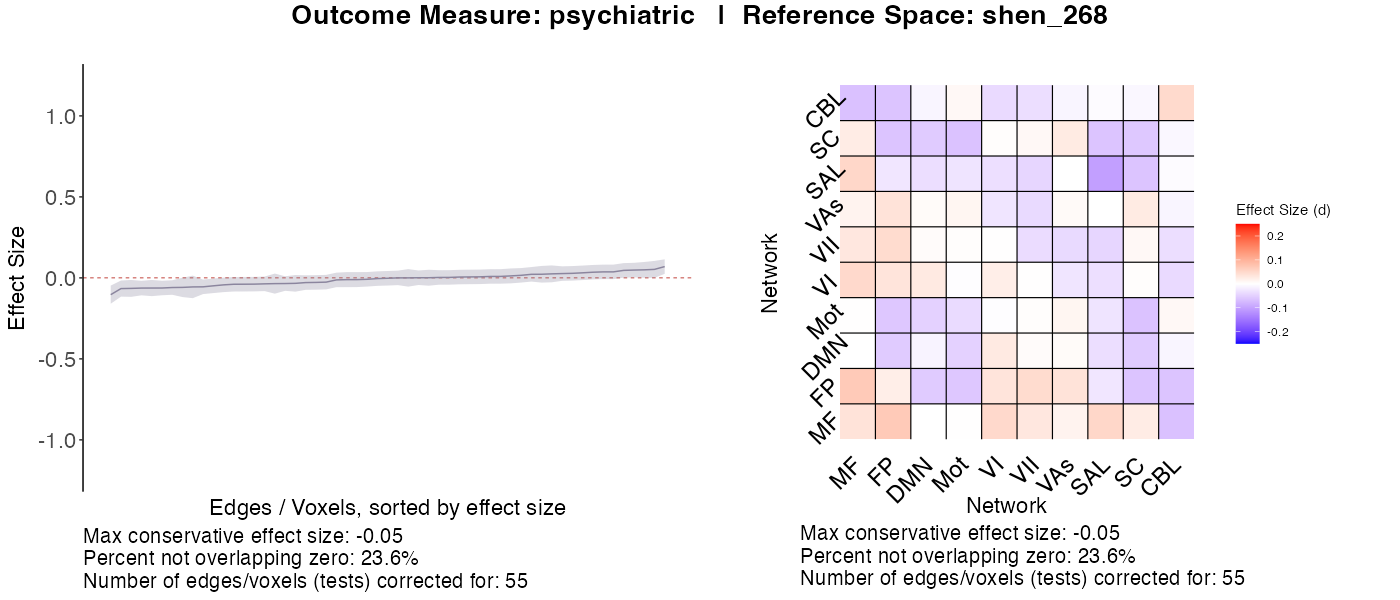 Outcome Measure: psychiatric | Reference Space: shen_268
1.0
0.5
0.0
-0.5
-1.0
Effect Size
Edges / Voxels, sorted by effect size
Max conservative effect size: -0.05
Percent not overlapping zero: 23.6%
Number of edges/voxels (tests) corrected for: 55
CBL
SC
SAL
VAs
VII
VI
Mot
DMN
FP
MF
Network
MF
FP
DMN
Mot
VI
VII
VAs
SAL
SC
CBL
Network
Effect Size (d)
0.2
0.1
0.0
-0.1
-0.2
Max conservative effect size: -0.05
Percent not overlapping zero: 23.6%
Number of edges/voxels (tests) corrected for: 55